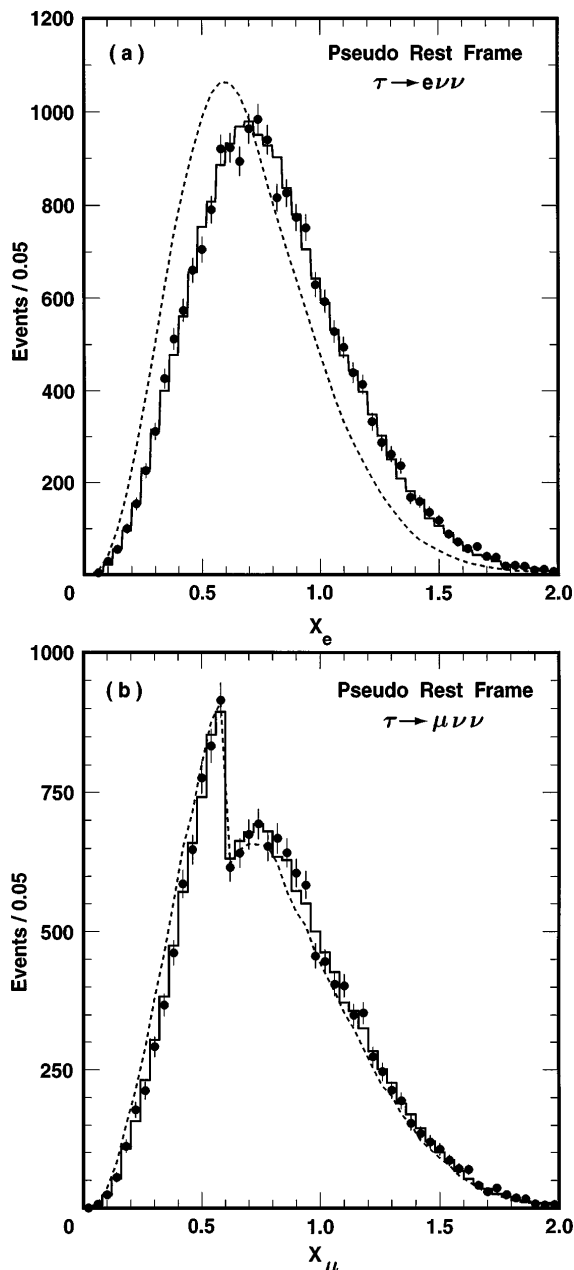 1200
(a)
Pseudo Rest Frame
τ → eνν
1000
800
600
400
200
0
Events / 0.05
0.5
1.0
1.5
2.0
X_e
1000
(b)
Pseudo Rest Frame
τ → μνν
750
500
250
0
Events / 0.05
0.5
1.0
1.5
2.0
X_μ